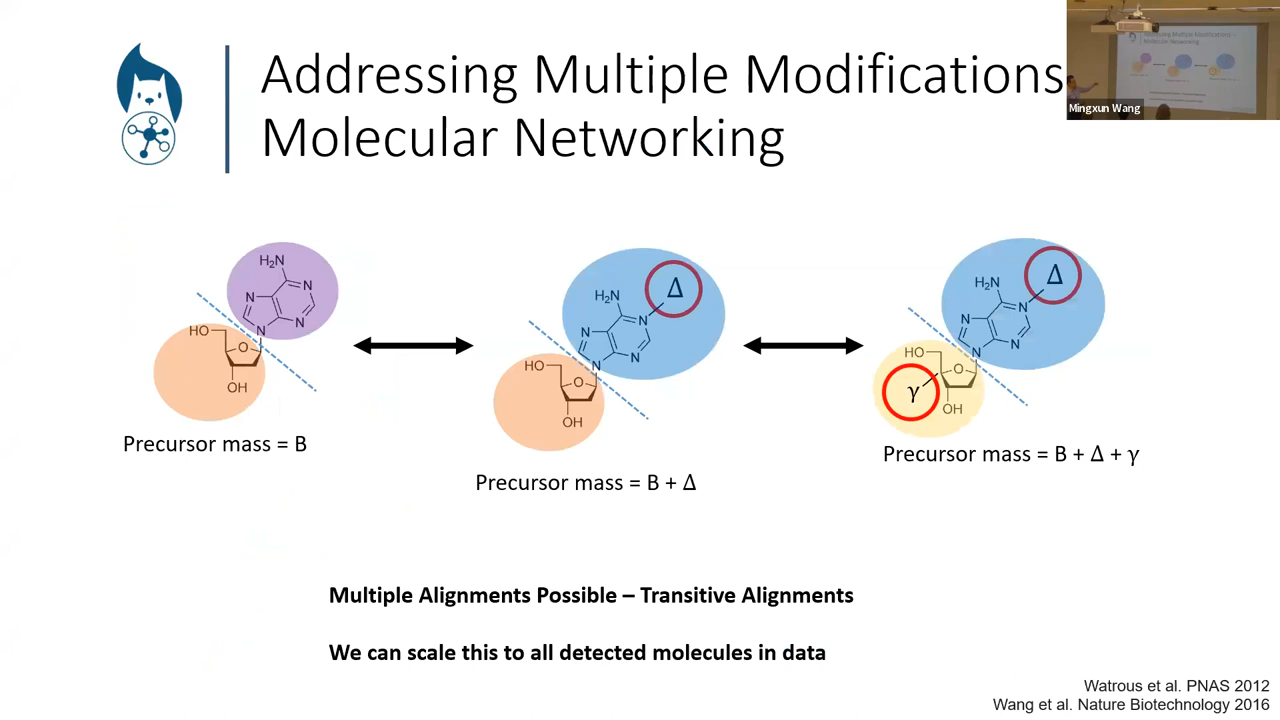 Addressing Multiple Modifications
Molecular Networking
Mingxun Wang
H₂N
N
N
N
N
HO
O
OH
Precursor mass = B
H₂N
Δ
N
N
N
N
HO
O
OH
Precursor mass = B + Δ
H₂N
Δ
N
N
N
N
HO
O
γ
OH
Precursor mass = B + Δ + γ
Multiple Alignments Possible – Transitive Alignments
We can scale this to all detected molecules in data
Watrous et al. PNAS 2012
Wang et al. Nature Biotechnology 2016